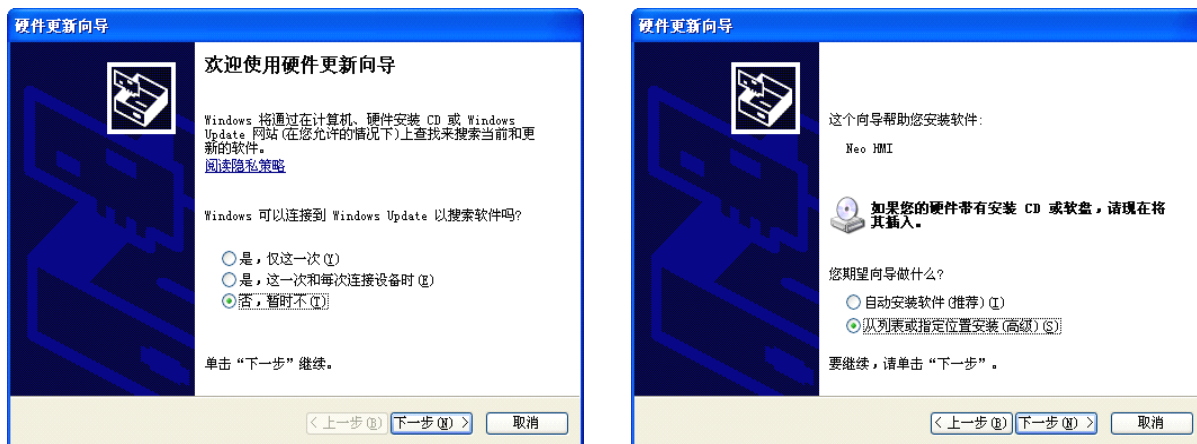 硬件更新向导
欢迎使用硬件更新向导
Windows 将通过在计算机、硬件安装 CD 或 Windows
Update 网站(在您允许的情况下)上查找来搜索当前和更
新的软件。
阅读隐私策略
Windows 可以连接到 Windows Update 以搜索软件吗?
是，仅这一次(Y)
是，这一次和每次连接设备时(E)
否，暂时不(T)
单击“下一步”继续。
< 上一步(B) 下一步(N) > 取消
硬件更新向导
这个向导帮助您安装软件:
Neo HMI
如果您的硬件带有安装 CD 或软盘，请现在将
其插入。
您期望向导做什么?
自动安装软件(推荐)(I)
从列表或指定位置安装(高级)(S)
要继续，请单击“下一步”。
< 上一步(B) 下一步(N) > 取消